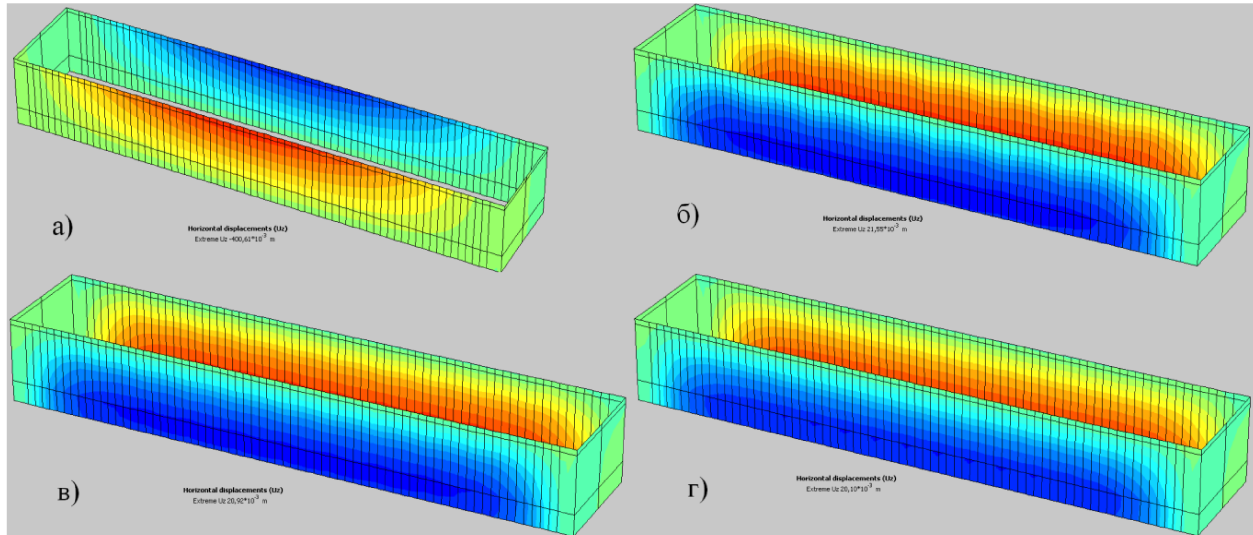 а)
Horizontal displacements (Uz)
Extreme Uz -400,61*10⁻³ m
б)
Horizontal displacements (Uz)
Extreme Uz 21,55*10⁻³ m
в)
Horizontal displacements (Uz)
Extreme Uz 20,92*10⁻³ m
г)
Horizontal displacements (Uz)
Extreme Uz 20,10*10⁻³ m